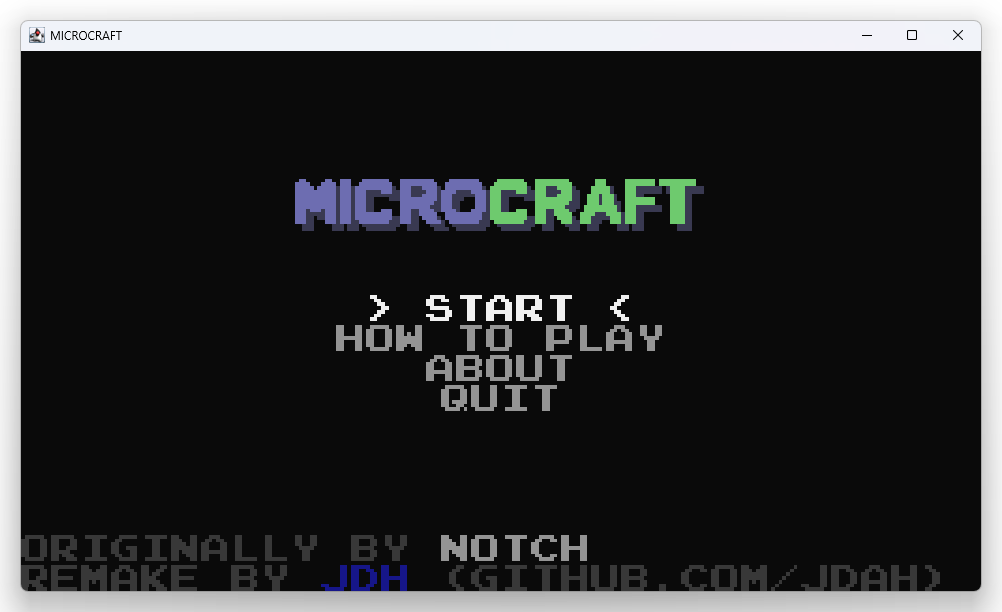 MICROCRAFT
MICROCRAFT
> START <
HOW TO PLAY
ABOUT
QUIT
ORIGINALLY BY NOTCH
REMAKE BY JDH (GITHUB.COM/JDAH)